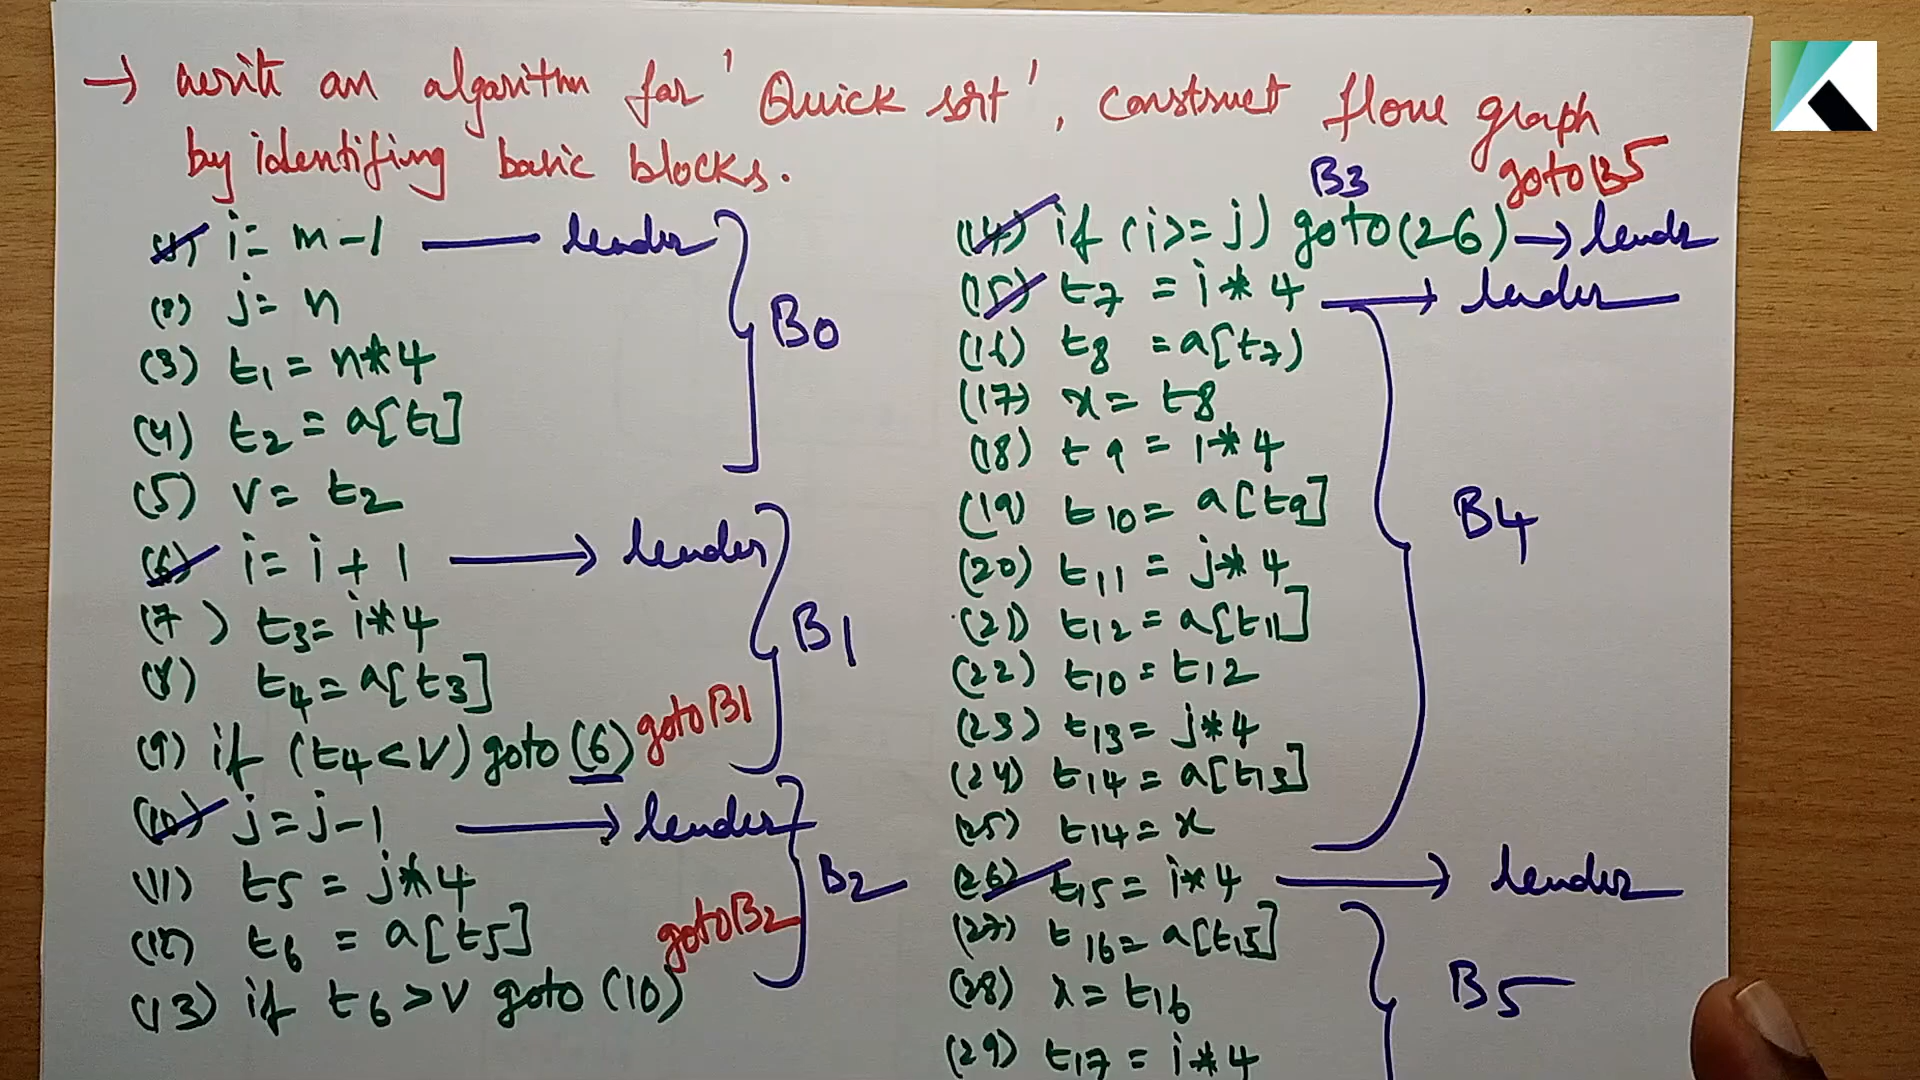 → write an algorithm for 'Quick sort', construct flow graph
by identifing basic blocks.
(1) i = m-1 leader
(2) j = n
(3) t1 = n*4
(4) t2 = a[t1]
(5) v = t2
B0
(6) i = i + 1 → leader
(7) t3 = i*4
(8) t4 = a[t3]
(9) if (t4 < v) goto (6) goto B1
B1
(10) j = j-1 → leader
(11) t5 = j*4
(12) t6 = a[t5]
(13) if t6 > v goto (10)
goto B2
B2
B3 goto B5
(14) if (i >= j) goto (26) → leader
(15) t7 = i*4 → leader
(16) t8 = a[t7)
(17) x = t8
(18) t9 = i*4
(19) t10 = a[t9]
(20) t11 = j*4
(21) t12 = a[t11]
(22) t10 = t12
(23) t13 = j*4
(24) t14 = a[t13]
(25) t14 = x
B4
(26) t15 = i*4 → leader
(27) t16 = a[t15]
(28) x = t16
(29) t17 = i*4
B5